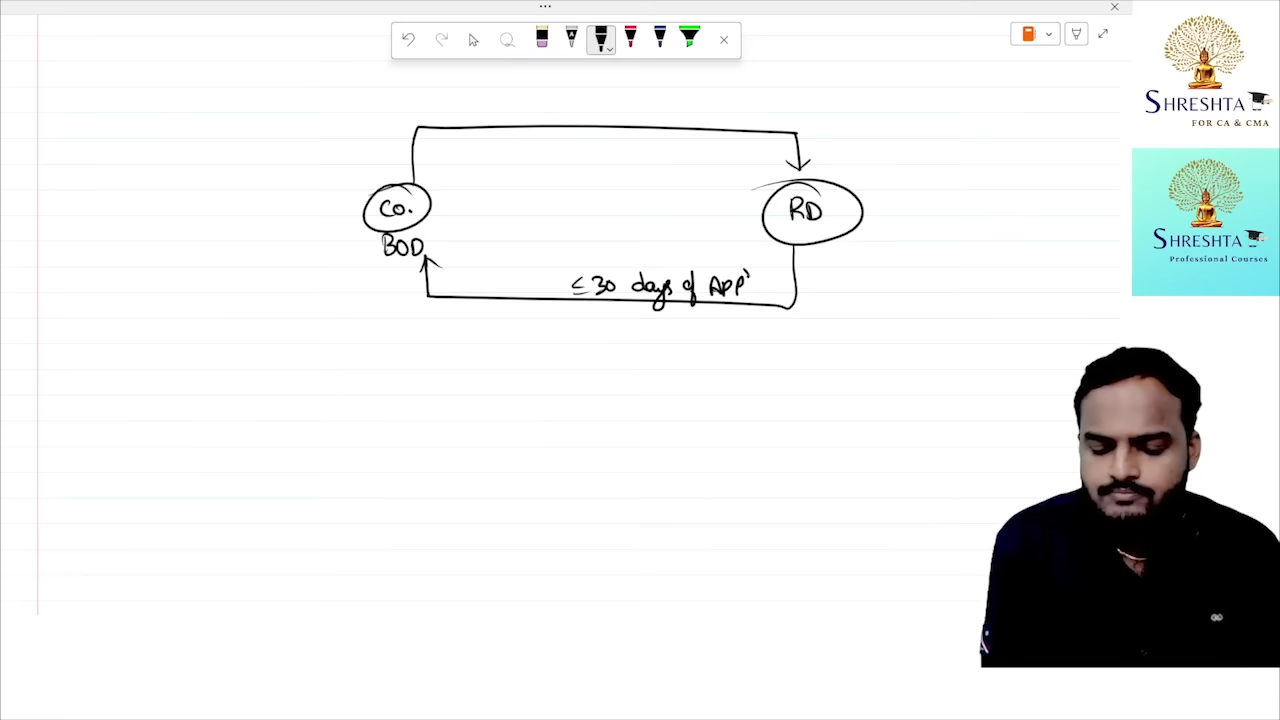 SHRESHTA
FOR CA & CMA
SHRESHTA
Professional Courses
A
Co.
BOD
RD
≤30 days of APP'